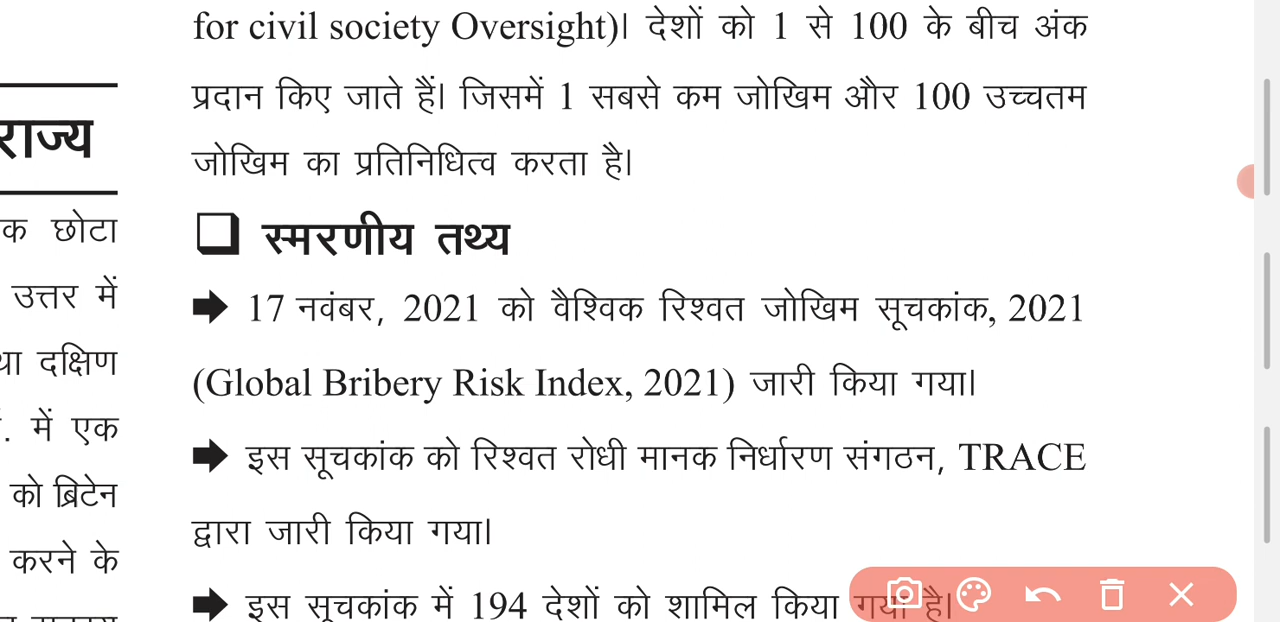 राज्य
क छोटा
उत्तर में
था दक्षिण
में एक
को ब्रिटेन
करने के
for civil society Oversight)। देशों को 1 से 100 के बीच अंक
प्रदान किए जाते हैं। जिसमें 1 सबसे कम जोखिम और 100 उच्चतम
जोखिम का प्रतिनिधित्व करता है।
❑ स्मरणीय तथ्य
➡ 17 नवंबर, 2021 को वैश्विक रिश्वत जोखिम सूचकांक, 2021
(Global Bribery Risk Index, 2021) जारी किया गया।
➡ इस सूचकांक को रिश्वत रोधी मानक निर्धारण संगठन, TRACE
द्वारा जारी किया गया।
➡ इस सूचकांक में 194 देशों को शामिल किया गया है।